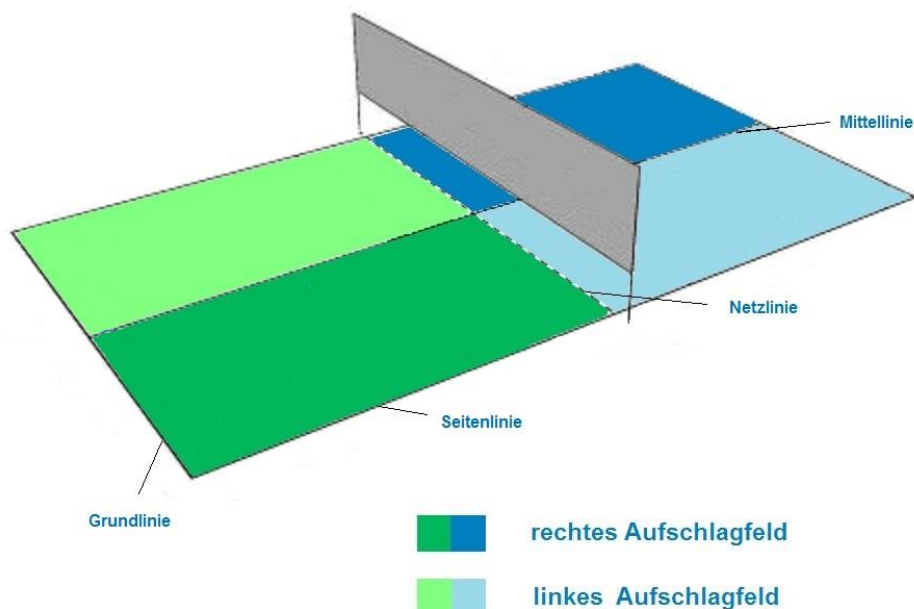 Mittellinie
Netzlinie
Seitenlinie
Grundlinie
rechtes Aufschlagfeld
linkes Aufschlagfeld